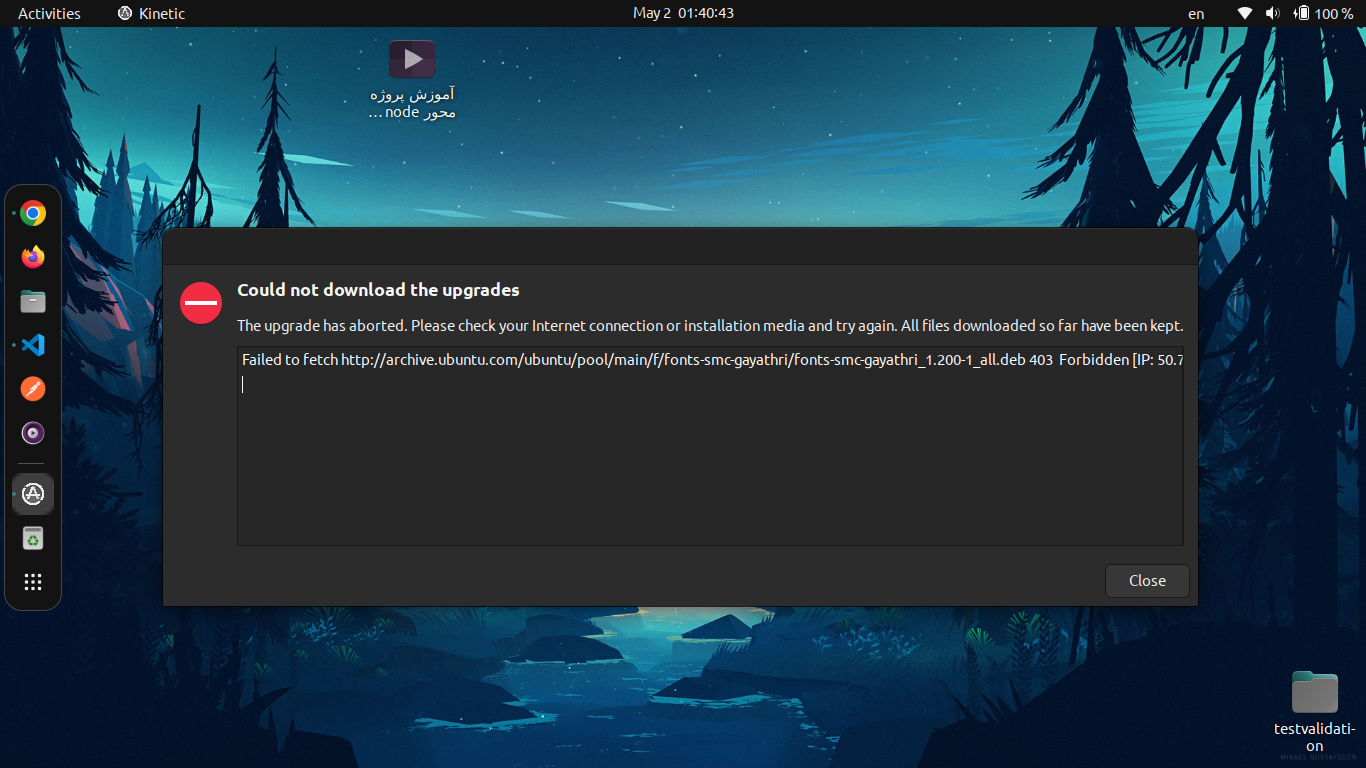 Activities
Kinetic
May 2 01:40:43
en
100 %
آموزش پروژه
محور node ...
Could not download the upgrades
The upgrade has aborted. Please check your Internet connection or installation media and try again. All files downloaded so far have been kept.
Failed to fetch http://archive.ubuntu.com/ubuntu/pool/main/f/fonts-smc-gayathri/fonts-smc-gayathri_1.200-1_all.deb 403 Forbidden [IP: 50.7
Close
testvalidati-
on
MIKAEL GUSTAFSSON